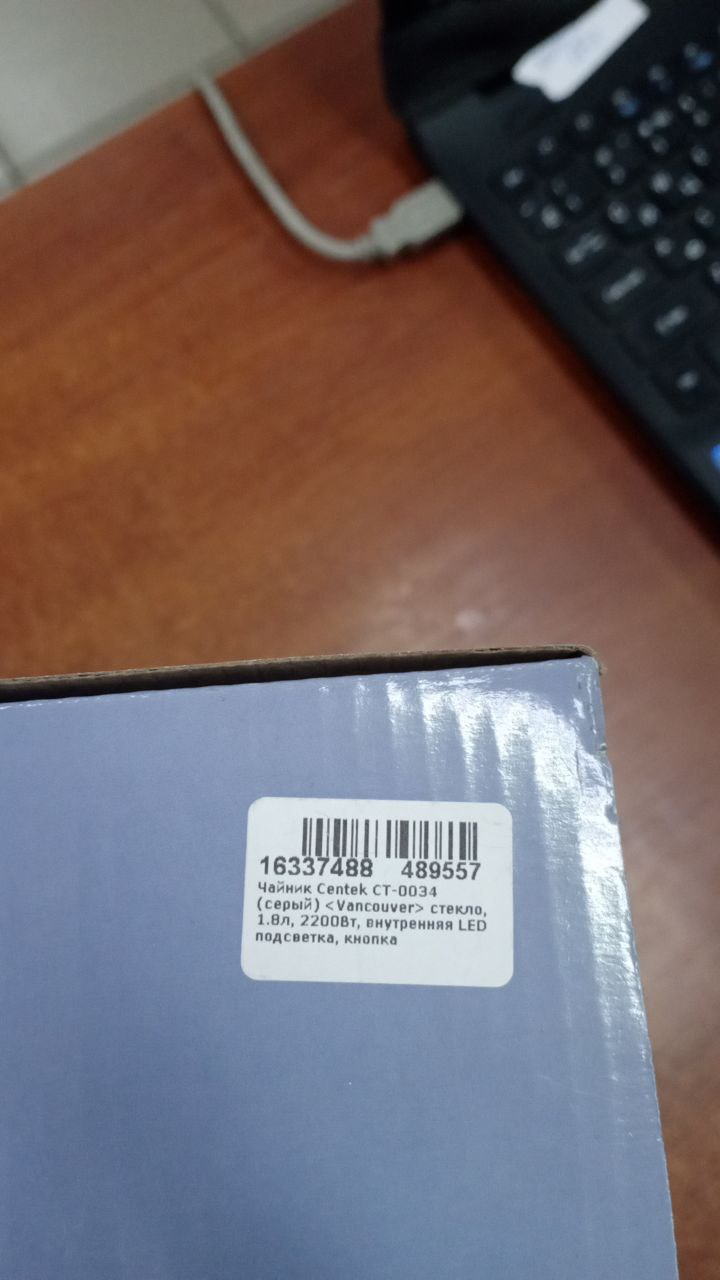 16337488 489557
Чайник Centek CT-0034
(серый) <Vancouver> стекло,
1.8л, 2200Вт, внутренняя LED
подсветка, кнопка